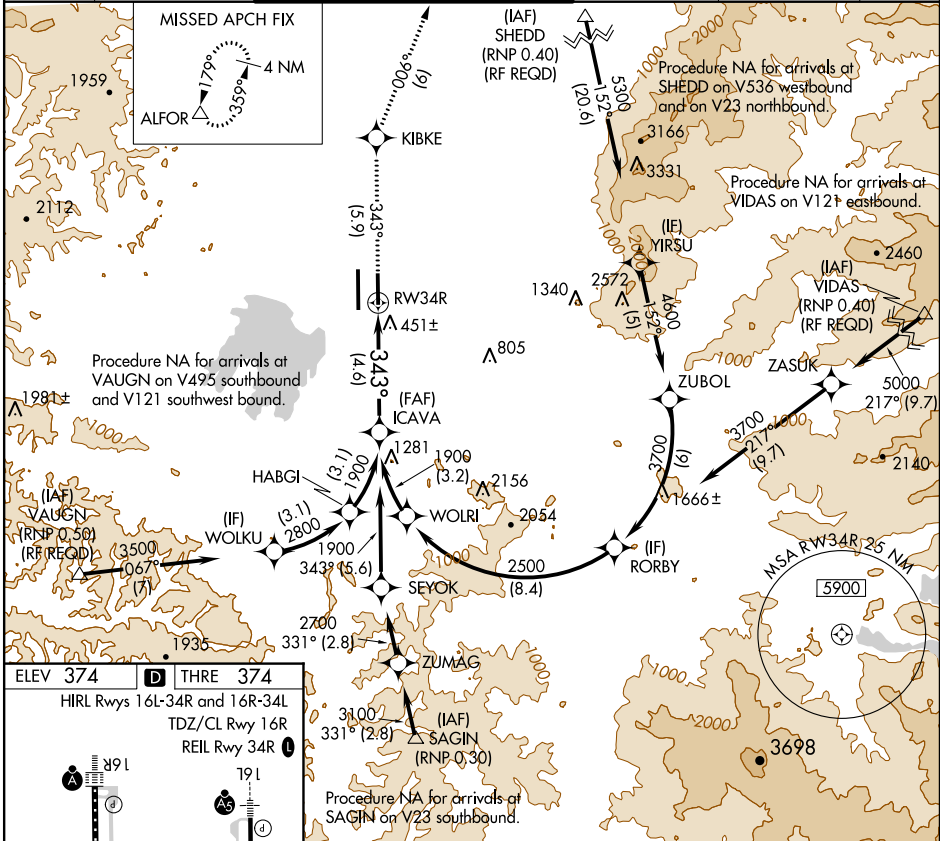 MISSED APCH FIX
179°
359°
4 NM
ALFOR
1959
2112
006°
(9)
KIBKE
343°
(5.9)
RW34R
451±
343°
(4.6)
(FAF)
ICAVA
1281
(IAF)
SHEDD
(RNP 0.40)
(RF REQD)
5300
152°
(20.6)
1000
Procedure NA for arrivals at
SHEDD on V536 westbound
and on V23 northbound.
3166
3331
Procedure NA for arrivals at
VIDAS on V121 eastbound.
1000
2000
(IF)
YIRSU
2460
(IAF)
VIDAS
(RNP 0.40)
(RF REQD)
1340
2572
4600
152°
(5)
1000
805
ZUBOL
ZASUK
5000
217° (9.7)
3700
217°
(9.7)
1000
2140
3700
(6)
1666±
Procedure NA for arrivals at
VAUGN on V495 southbound
and V121 southwest bound.
1981±
1000
HABGI
(3.1)
1900
1900
(3.2)
2156
2054
WOLRI
(IAF)
VAUGN
(RNP 0.50)
(RF REQD)
3500
067°
(7)
(IF)
WOLKU
(3.1)
2800
1900
343° (5.6)
1000
2500
(8.4)
(IF)
RORBY
SEYOK
MSA RW34R 25 NM
5900
2700
331° (2.8)
ZUMAG
1000
1935
3100
331° (2.8)
(IAF)
SAGIN
(RNP 0.30)
1000
2000
3698
Procedure NA for arrivals at
SAGIN on V23 southbound.
ELEV 374
D
THRE 374
HIRL Rwys 16L-34R and 16R-34L
TDZ/CL Rwy 16R
REIL Rwy 34R L
A
16R
P
16L
A5
P